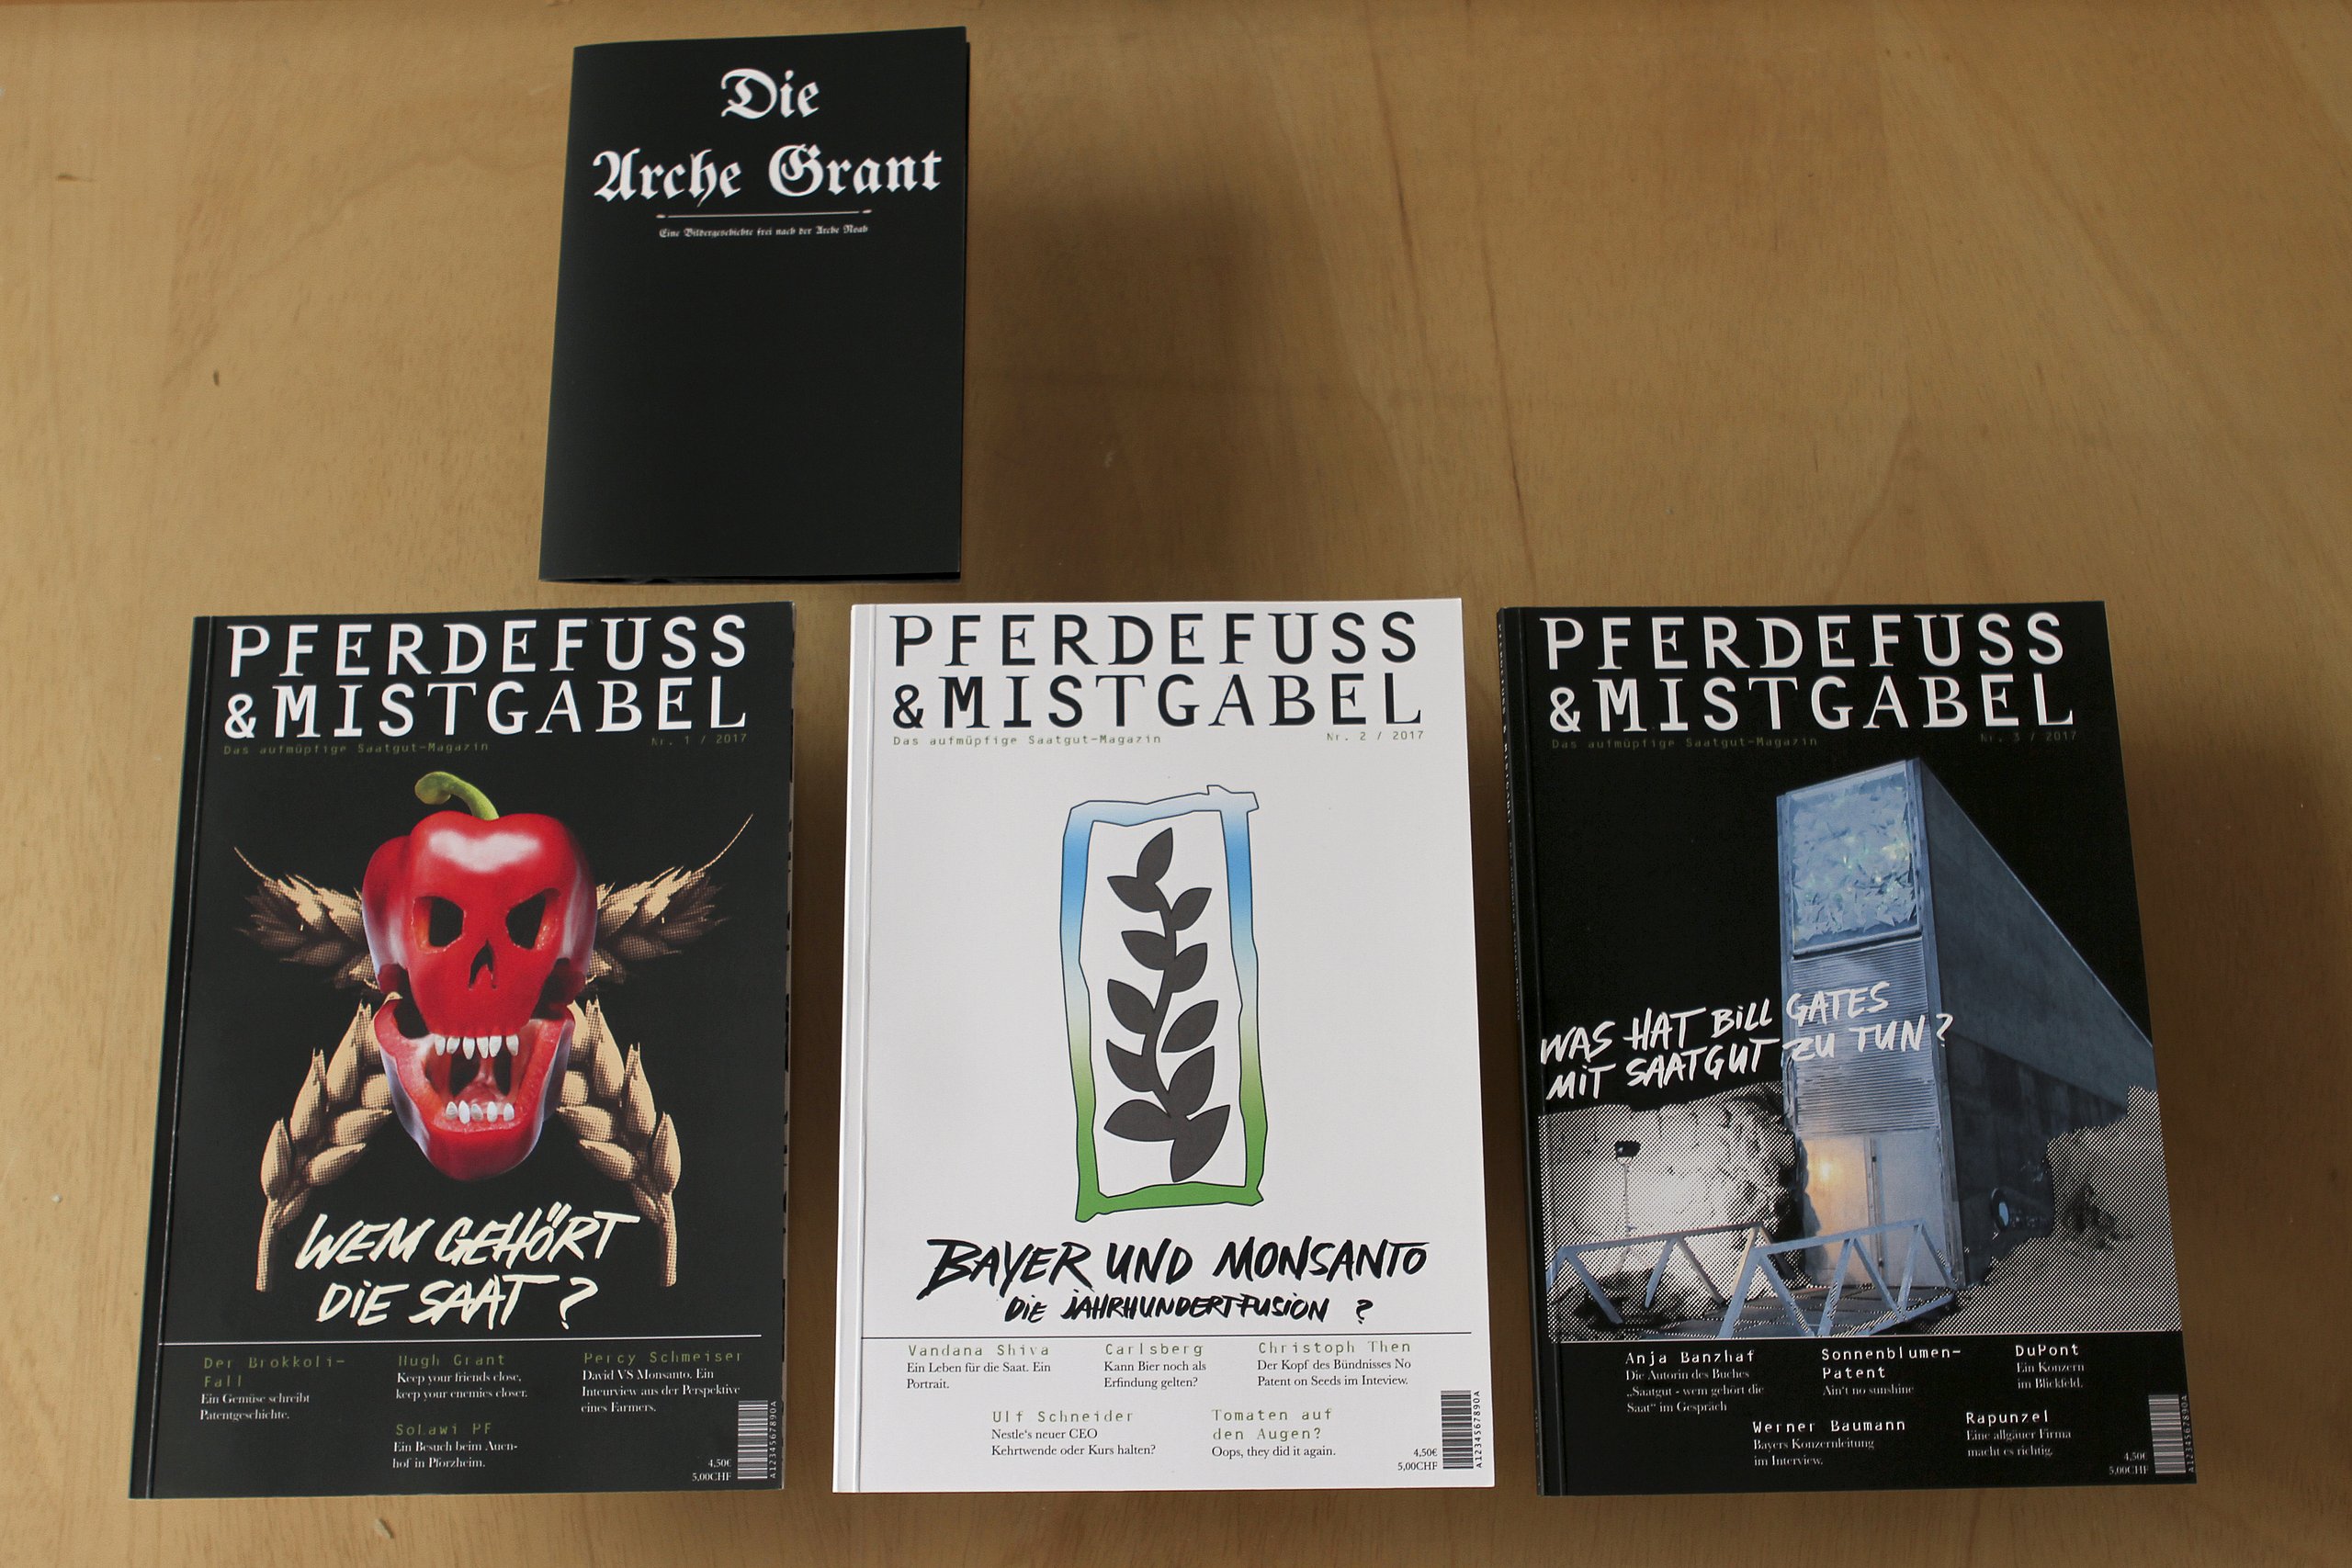 Die
Arche Grant
Eine Bildergeschichte frei nach der Arche Noah
PFERDEFUSS
&MISTGABEL
Das aufmüpfige Saatgut-Magazin
Nr. 1 / 2017
WEM GEHÖRT
DIE SAAT?
Der Brokkoli-
Fall
Ein Gemüse schreibt
Patentgeschichte.
Hugh Grant
Keep your friends close,
keep your enemies closer.
Solawi PF
Ein Besuch beim Auen-
hof in Pforzheim.
Percy Schmeiser
David VS Monsanto. Ein
Interview aus der Perspektive
eines Farmers.
4,50€
5,00CHF
A1234567890A
PFERDEFUSS
&MISTGABEL
Das aufmüpfige Saatgut-Magazin
Nr. 2 / 2017
BAYER UND MONSANTO
DIE JAHRHUNDERTFUSION ?
Vandana Shiva
Ein Leben für die Saat. Ein
Portrait.
Carlsberg
Kann Bier noch als
Erfindung gelten?
Christoph Then
Der Kopf des Bündnisses No
Patent on Seeds im Inteview.
Ulf Schneider
Nestle's neuer CEO
Kehrtwende oder Kurs halten?
Tomaten auf
den Augen?
Oops, they did it again.
4,50€
5,00CHF
A1234567890A
PFERDEFUSS
&MISTGABEL
Das aufmüpfige Saatgut-Magazin
Nr. 3 / 2017
WAS HAT BILL GATES
MIT SAATGUT ZU TUN?
Anja Banzhaf
Die Autorin des Buches
„Saatgut - wem gehört die
Saat“ im Gespräch
Sonnenblumen-
Patent
Ain't no sunshine
DuPont
Ein Konzern
im Blickfeld.
Werner Baumann
Bayers Konzernleitung
im Interview.
Rapunzel
Eine allgäuer Firma
macht es richtig.
4,50€
5,00CHF
A1234567890A